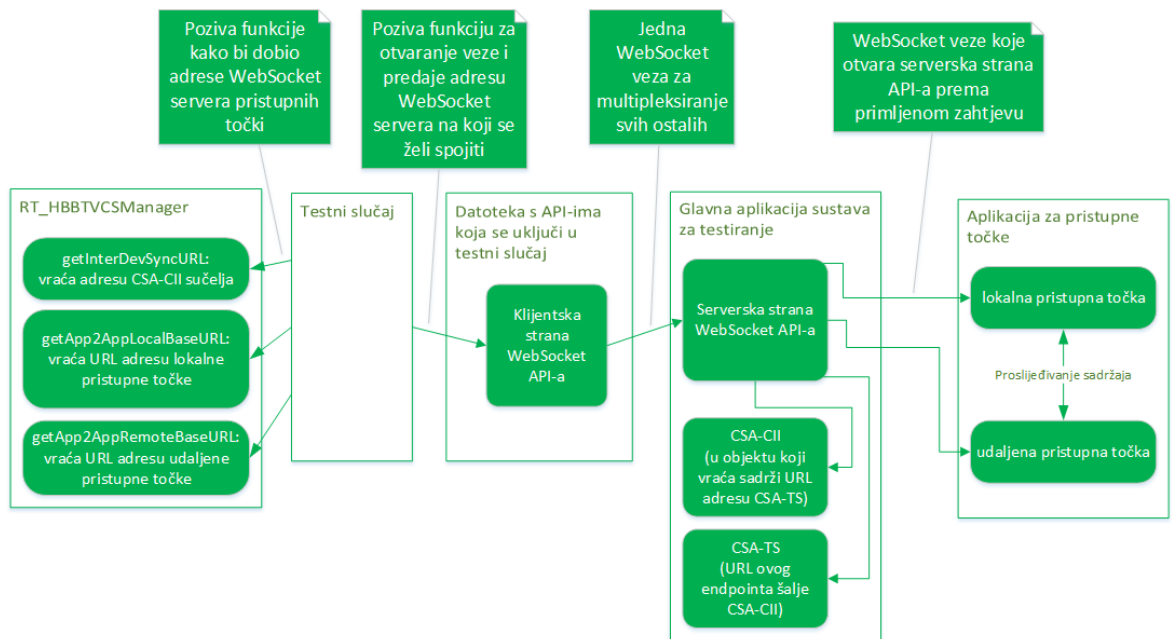 Poziva funkcije
kako bi dobio
adrese WebSocket
servera pristupnih
točki
Poziva funkciju za
otvaranje veze i
predaje adresu
WebSocket
servera na koji se
želi spojiti
Jedna
WebSocket
veza za
multipleksiranje
svih ostalih
WebSocket veze koje
otvara serverska strana
API-a prema
primljenom zahtjevu
RT_HBBTVCSManager
getInterDevSyncURL:
vraća adresu CSA-CII sučelja
getApp2AppLocalBaseURL:
vraća URL adresu lokalne
pristupne točke
getApp2AppRemoteBaseURL:
vraća URL adresu udaljene
pristupne točke
Testni slučaj
Datoteka s API-ima
koja se uključi u
testni slučaj
Klijentska
strana
WebSocket
API-a
Glavna aplikacija sustava
za testiranje
Serverska strana
WebSocket API-a
CSA-CII
(u objektu koji
vraća sadrži URL
adresu CSA-TS)
CSA-TS
(URL ovog
endpointa šalje
CSA-CII)
Aplikacija za pristupne
točke
lokalna pristupna točka
Proslijeđivanje sadržaja
udaljena pristupna točka